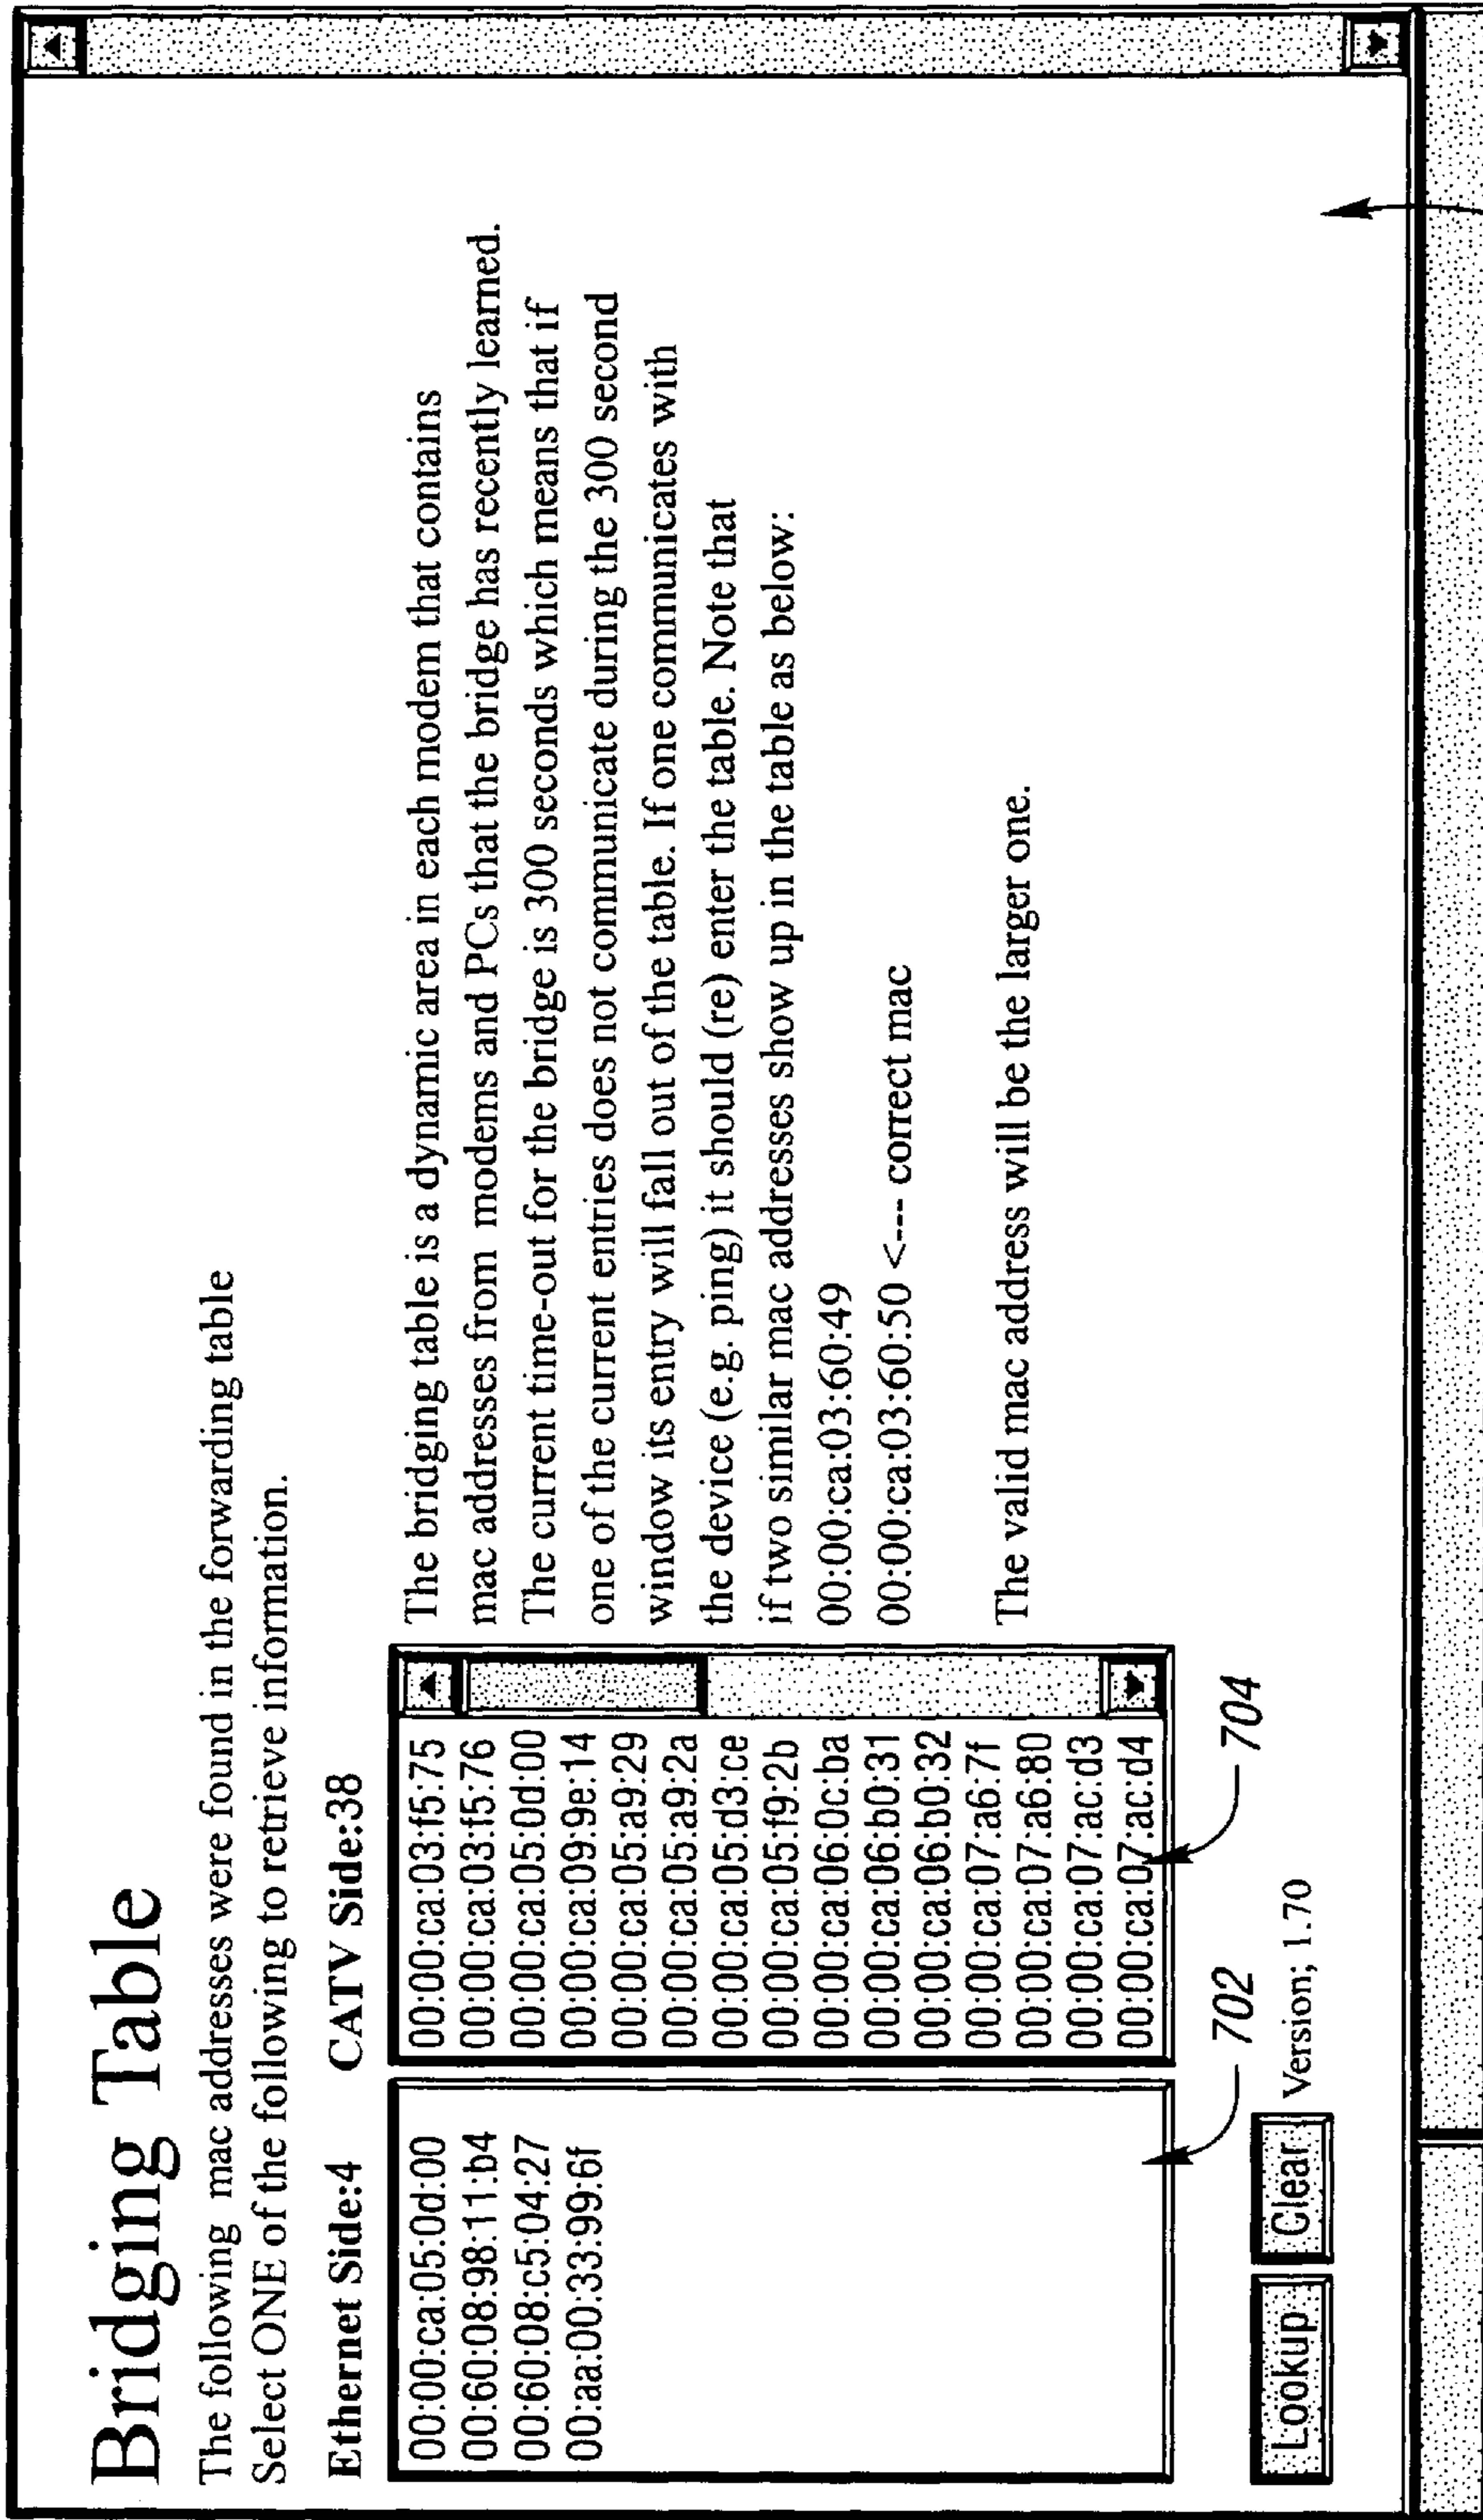 Bridging Table
The following mac addresses were found in the forwarding table
Select ONE of the following to retrieve information.
Ethernet Side:4
00:00:ca:05:0d:00
00:60:08:98:11:b4
00:60:08:c5:04:27
00:aa:00:33:99:6f
702
CATV Side:38
00:00:ca:03:f5:75
00:00:ca:03:f5:76
00:00:ca:05:0d:00
00:00:ca:09:9e:14
00:00:ca:05:a9:29
00:00:ca:05:a9:2a
00:00:ca:05:d3:ce
00:00:ca:05:f9:2b
00:00:ca:06:0c:ba
00:00:ca:06:b0:31
00:00:ca:06:b0:32
00:00:ca:07:a6:7f
00:00:ca:07:a6:80
00:00:ca:07:ac:d3
00:00:ca:07:ac:d4
704
The bridging table is a dynamic area in each modem that contains
mac addresses from modems and PCs that the bridge has recently learned.
The current time-out for the bridge is 300 seconds which means that if
one of the current entries does not communicate during the 300 second
window its entry will fall out of the table. If one communicates with
the device (e.g. ping) it should (re) enter the table. Note that
if two similar mac addresses show up in the table as below:
00:00:ca:03:60:49
00:00:ca:03:60:50 <--- correct mac
The valid mac address will be the larger one.
Lookup Clear Version; 1.70